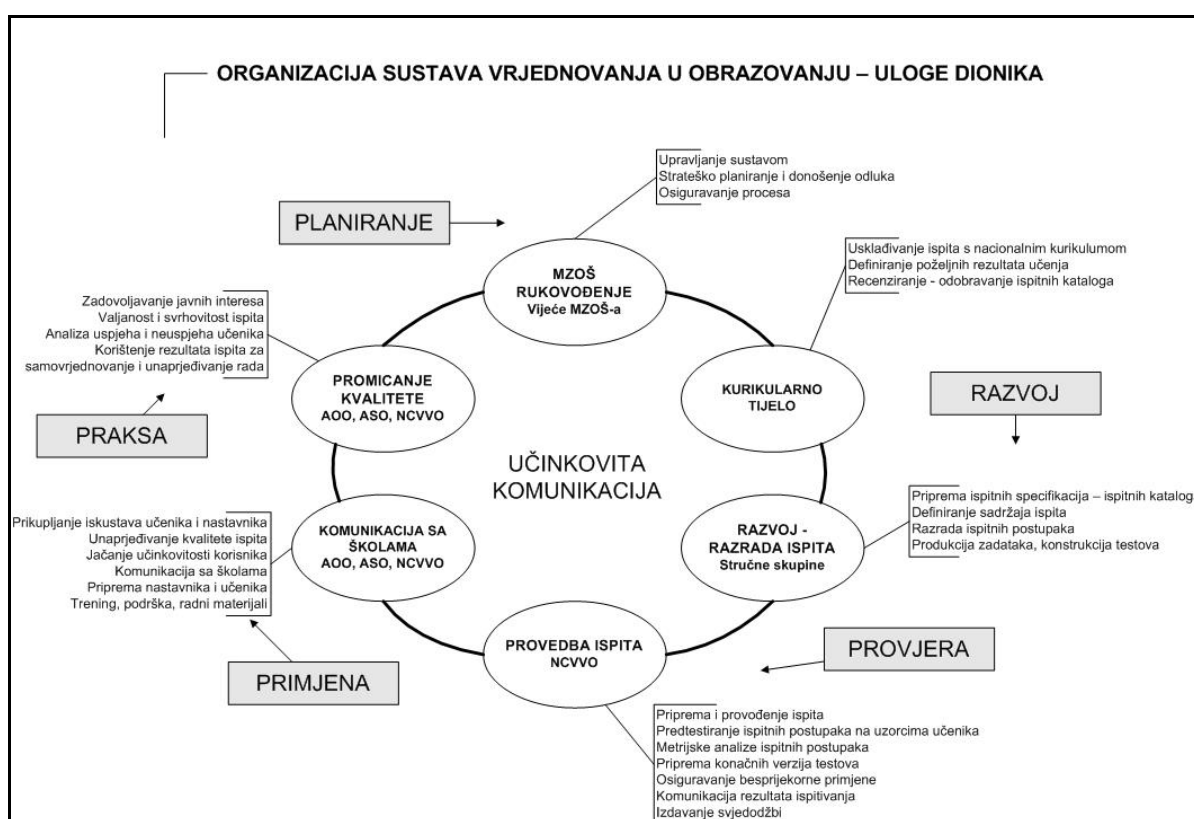 ORGANIZACIJA SUSTAVA VRJEDNOVANJA U OBRAZOVANJU – ULOGE DIONIKA
Upravljanje sustavom
Strateško planiranje i donošenje odluka
Osiguravanje procesa
PLANIRANJE
MZOŠ
RUKOVOĐENJE
Vijeće MZOŠ-a
Usklađivanje ispita s nacionalnim kurikulumom
Definiranje poželjnih rezultata učenja
Recenziranje - odobravanje ispitnih kataloga
KURIKULARNO
TIJELO
RAZVOJ
Zadovoljavanje javnih interesa
Valjanost i svrhovitost ispita
Analiza uspjeha i neuspjeha učenika
Korištenje rezultata ispita za
samovrjednovanje i unaprjeđivanje rada
PROMICANJE
KVALITETE
AOO, ASO, NCVVO
PRAKSA
UČINKOVITA
KOMUNIKACIJA
Priprema ispitnih specifikacija – ispitnih kataloga
Definiranje sadržaja ispita
Razrada ispitnih postupaka
Produkcija zadataka, konstrukcija testova
RAZVOJ -
RAZRADA ISPITA
Stručne skupine
Prikupljanje iskustava učenika i nastavnika
Unaprjeđivanje kvalitete ispita
Jačanje učinkovitosti korisnika
Komunikacija sa školama
Priprema nastavnika i učenika
Trening, podrška, radni materijali
KOMUNIKACIJA SA
ŠKOLAMA
AOO, ASO, NCVVO
PROVEDBA ISPITA
NCVVO
PROVJERA
PRIMJENA
Priprema i provođenje ispita
Predtestiranje ispitnih postupaka na uzorcima učenika
Metrijske analize ispitnih postupaka
Priprema konačnih verzija testova
Osiguravanje besprijekorne primjene
Komunikacija rezultata ispitivanja
Izdavanje svjedodžbi